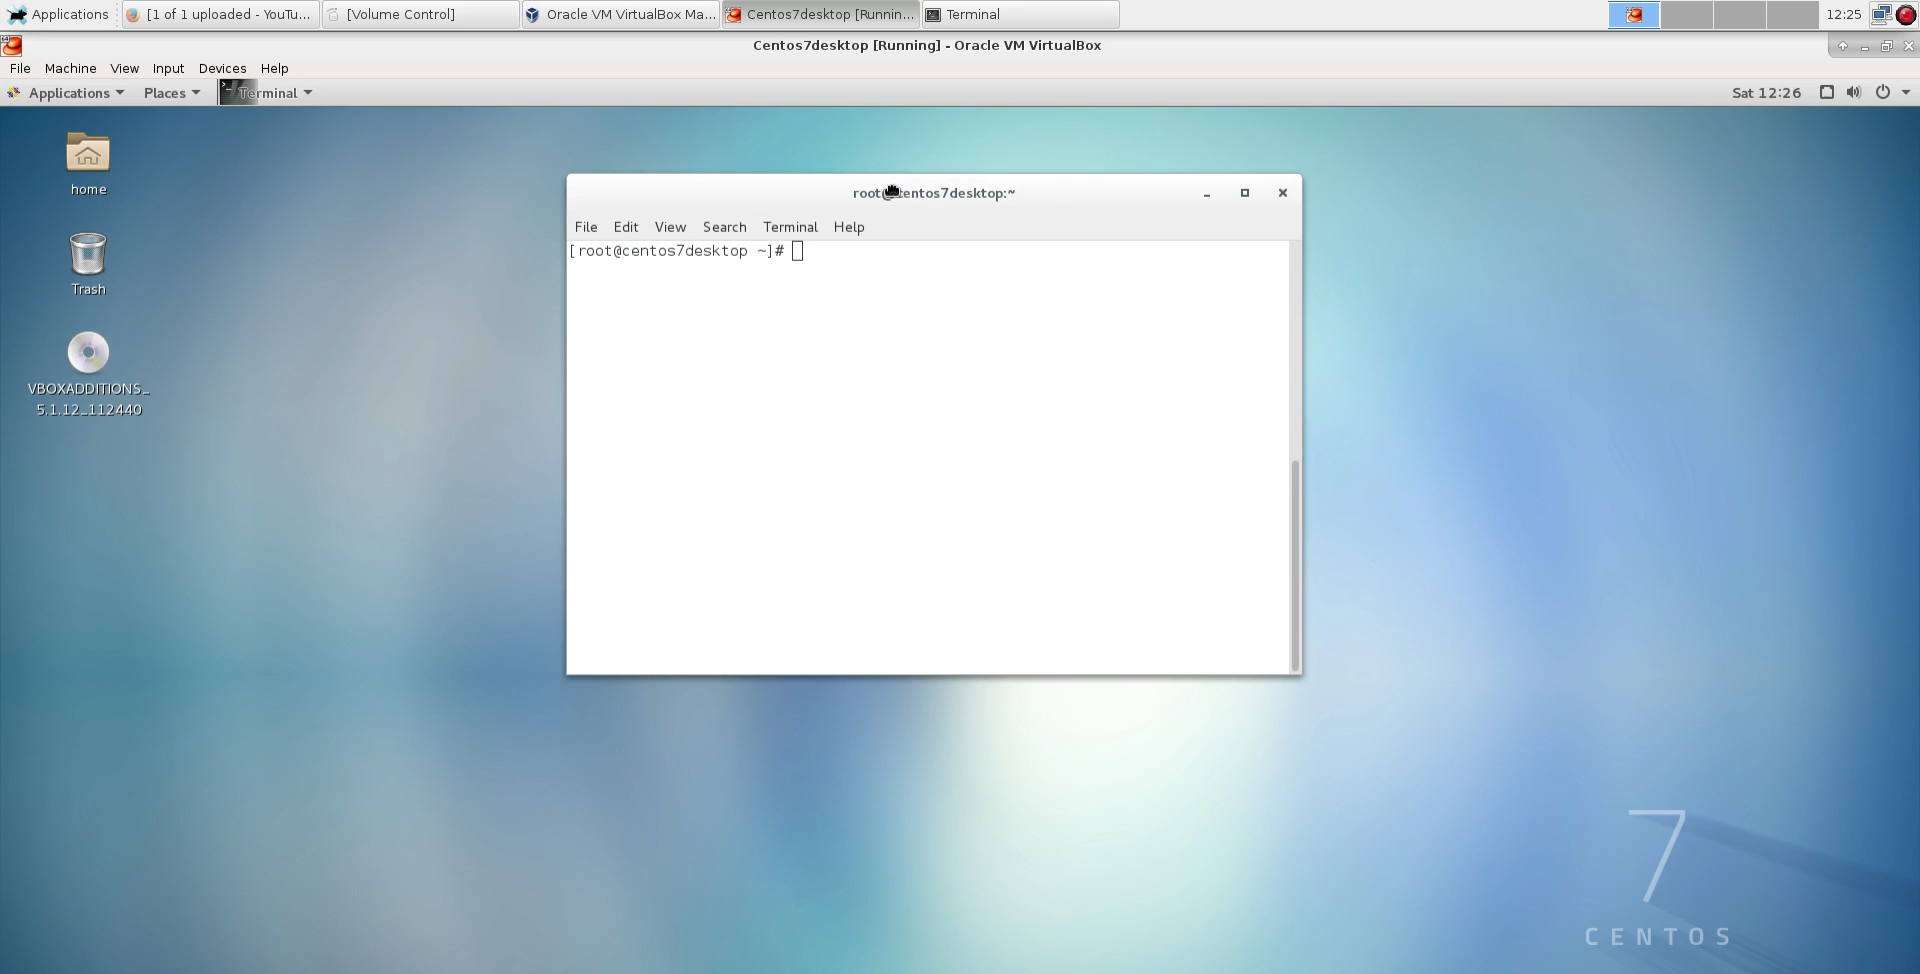 Applications
[1 of 1 uploaded - YouTu...
[Volume Control]
Oracle VM VirtualBox Ma...
Centos7desktop [Runnin...
Terminal
12:25
Centos7desktop [Running] - Oracle VM VirtualBox
File Machine View Input Devices Help
Applications Places Terminal
Sat 12:26
home
Trash
VBOXADDITIONS_
5.1.12_112440
root@centos7desktop:~
File Edit View Search Terminal Help
[root@centos7desktop ~]#
7
CENTOS